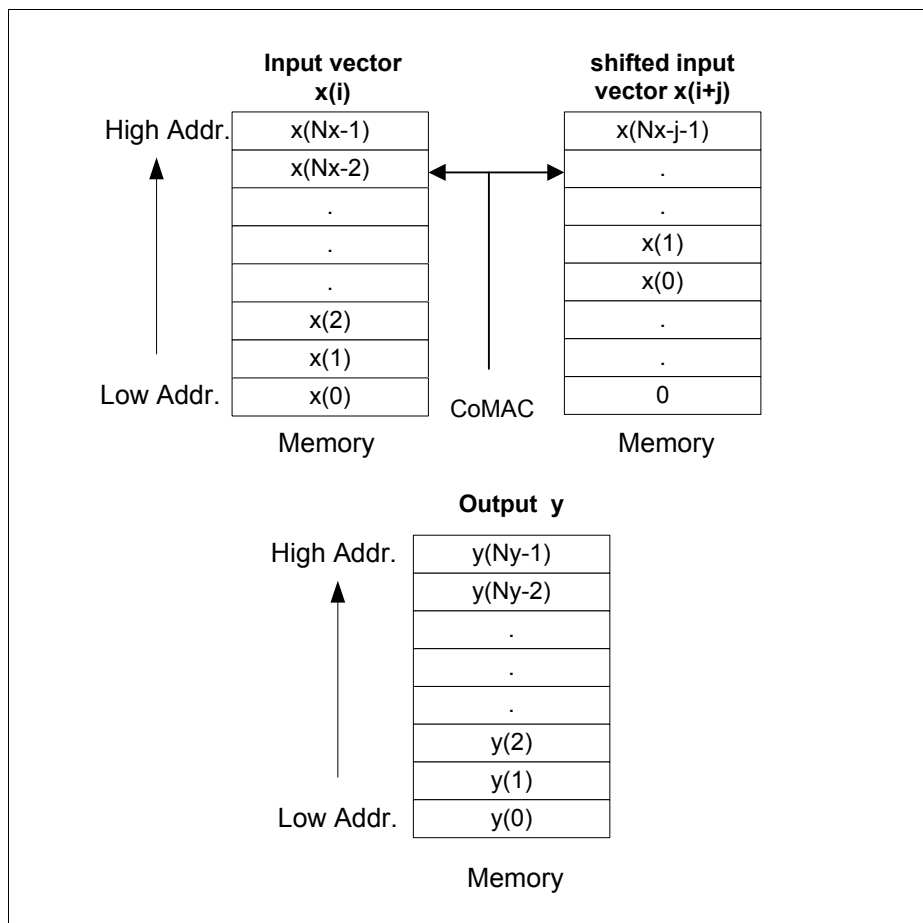 Input vector
x(i)
shifted input
vector x(i+j)
High Addr.
x(Nx-1)
x(Nx-j-1)
x(Nx-2)
.
.
.
.
x(1)
.
x(0)
x(2)
.
x(1)
.
Low Addr.
x(0)
0
CoMAC
Memory
Memory
Output y
High Addr.
y(Ny-1)
y(Ny-2)
.
.
.
y(2)
y(1)
Low Addr.
y(0)
Memory